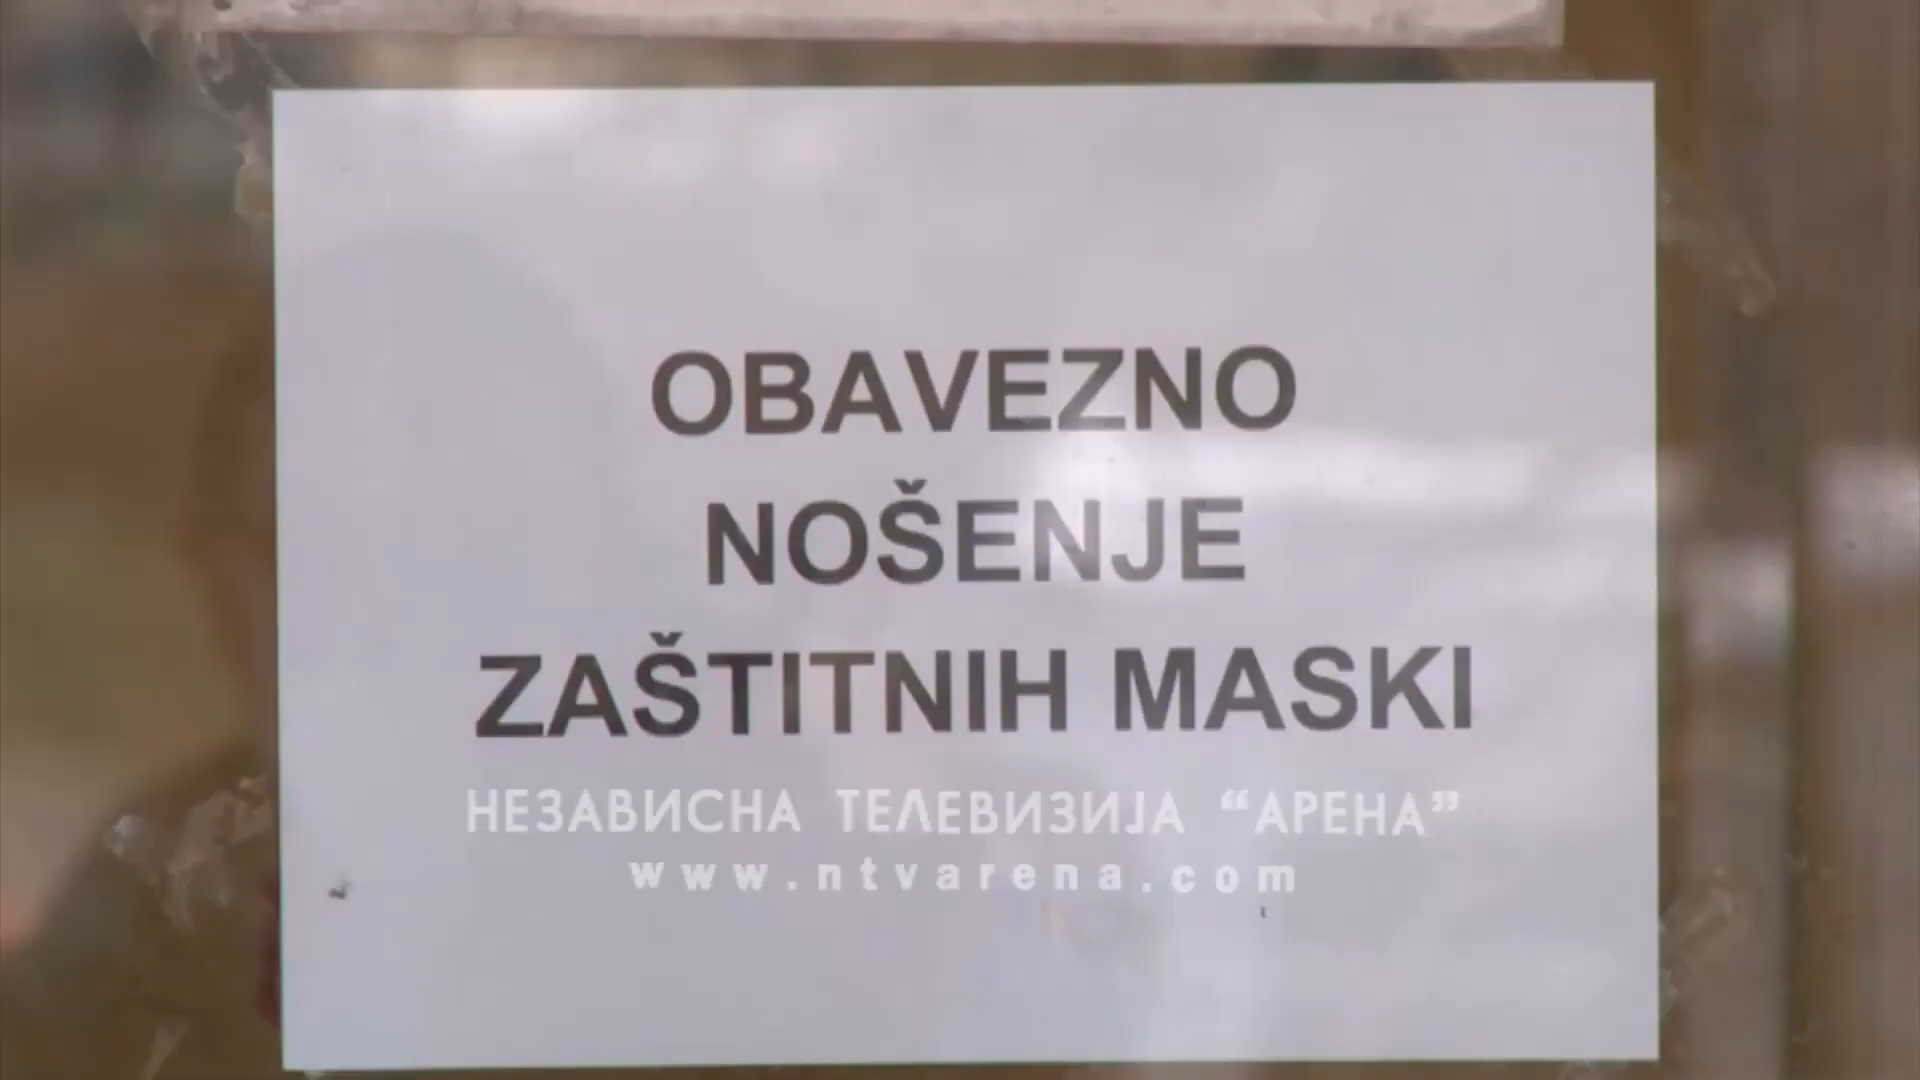 OBAVEZNO
NOŠENJE
ZAŠTITNIH MASKI
НЕЗАВИСНА ТЕЛЕВИЗИЈА “АРЕНА”
www.ntvarena.com